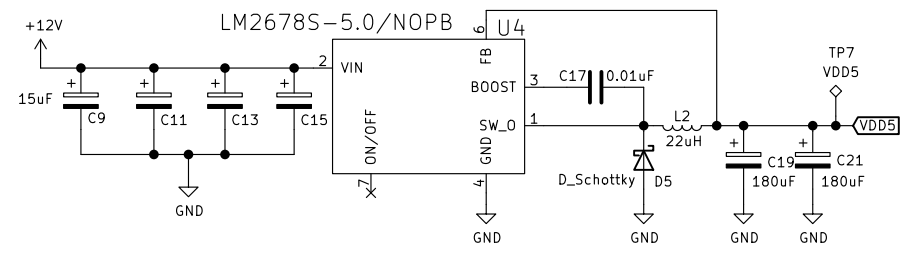 LM2678S-5.0/NOPB
U4
+12V
6
FB
TP7
VDD5
2
VIN
C17
0.01uF
BOOST
3
+
+
+
+
15uF
C9
C11
C13
C15
SW_O
1
L2
22uH
VDD5
ON/OFF
GND
D_Schottky
D5
+
C19
180uF
+
C21
180uF
7
4
GND
GND
GND
GND
GND